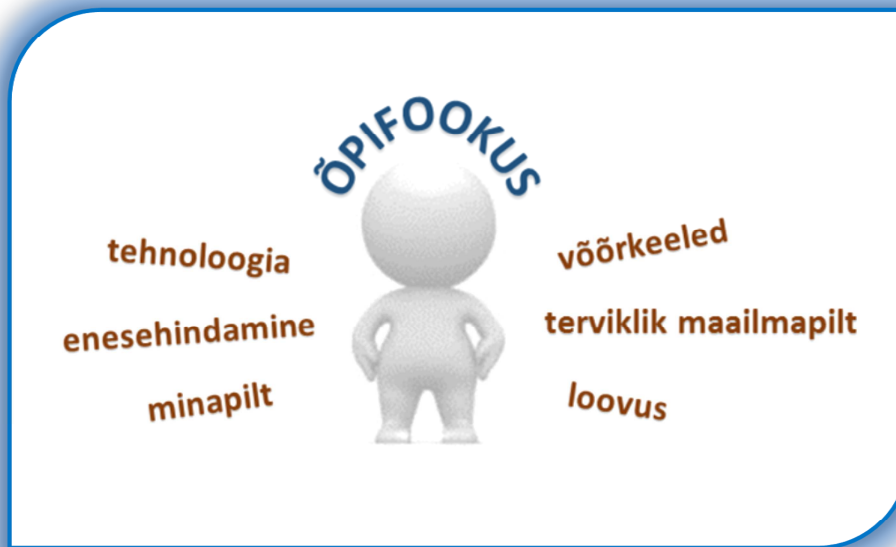 ÕPIFOOKUS
tehnoloogia
enesehindamine
minapilt
võõrkeeled
terviklik maailmapilt
loovus